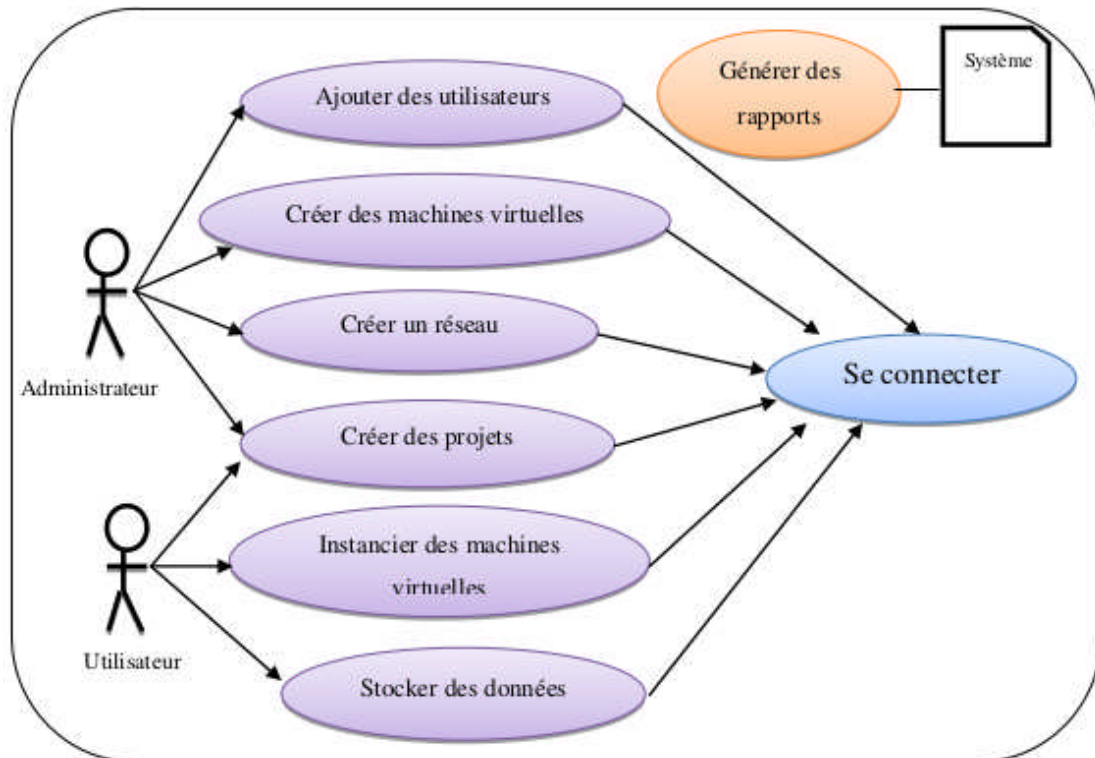 Ajouter des utilisateurs
Générer des
rapports
Système
Créer des machines virtuelles
Créer un réseau
Administrateur
Se connecter
Créer des projets
Instancier des machines
virtuelles
Utilisateur
Stocker des données